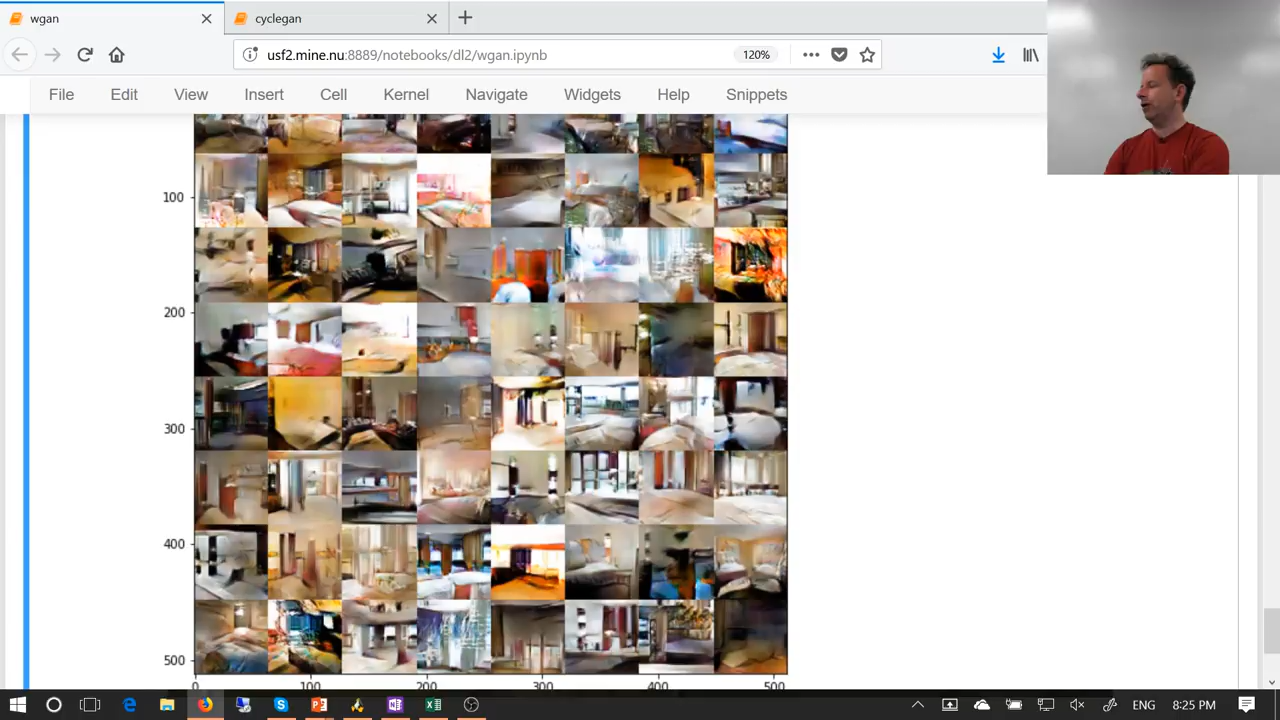 wgan
cyclegan
usf2.mine.nu:8889/notebooks/dl2/wgan.ipynb
120%
File Edit View Insert Cell Kernel Navigate Widgets Help Snippets
100
200
300
400
500
0 100 200 300 400 500
ENG 8:25 PM